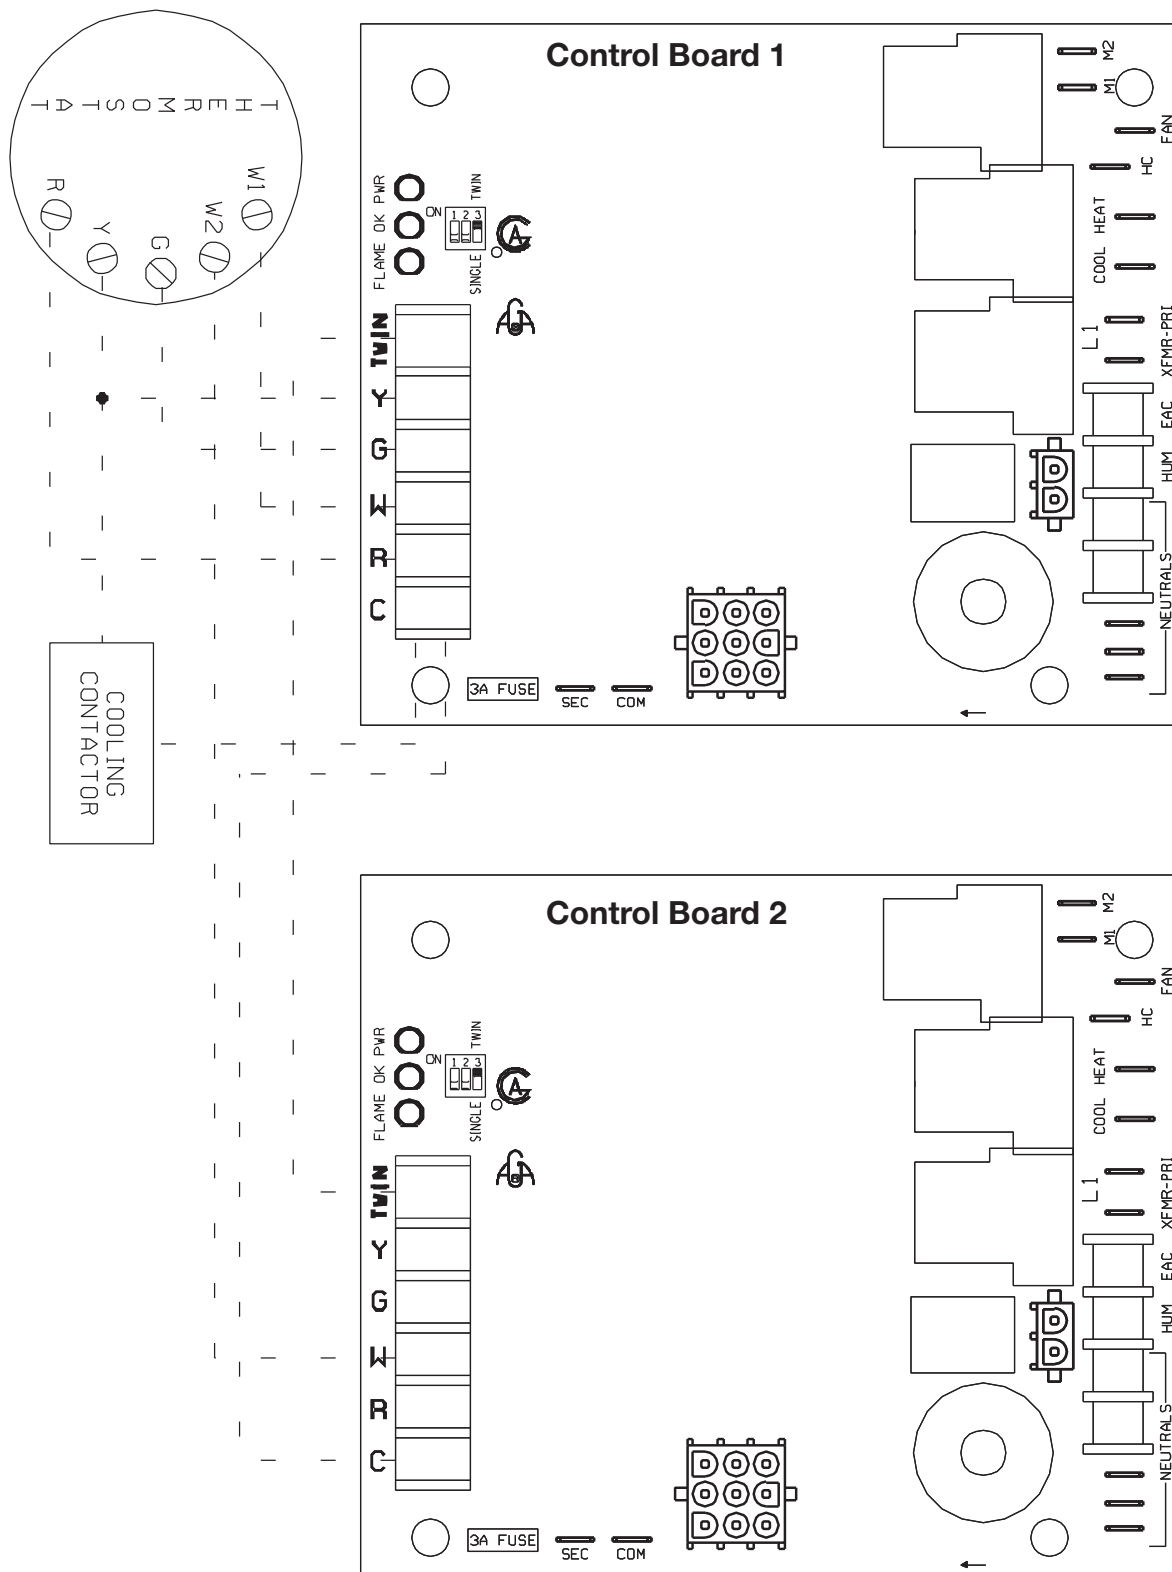 THERMOSTAT
R
Y
G
W2
W1
COOLING
CONTACTOR
Control Board 1
M2
M1
FAN
HC
HEAT
COOL
L1
XFMR-PRI
EAC
HUM
NEUTRALS
FLAME OK PWR
ON
1 2 3
TWIN
SINGLE
A
TWIN
Y
G
W
R
C
3A FUSE
SEC
COM
Control Board 2
M2
M1
FAN
HC
HEAT
COOL
L1
XFMR-PRI
EAC
HUM
NEUTRALS
FLAME OK PWR
ON
1 2 3
TWIN
SINGLE
A
TWIN
Y
G
W
R
C
3A FUSE
SEC
COM